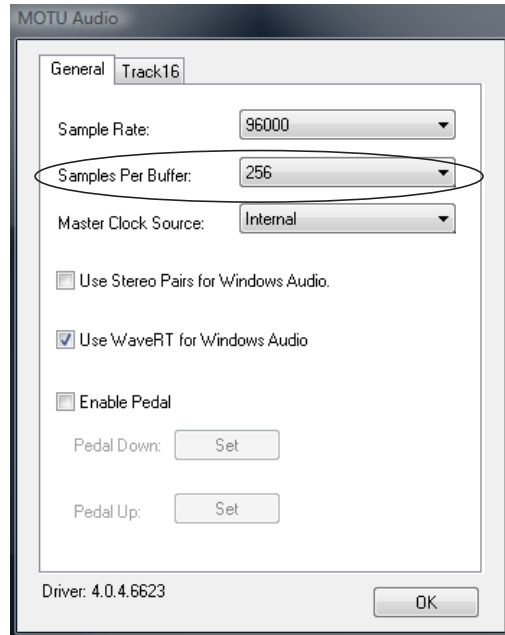 MOTU Audio
General Track16
Sample Rate: 96000
Samples Per Buffer: 256
Master Clock Source: Internal
Use Stereo Pairs for Windows Audio.
Use WaveRT for Windows Audio
Enable Pedal
Pedal Down: Set
Pedal Up: Set
Driver: 4.0.4.6623
OK